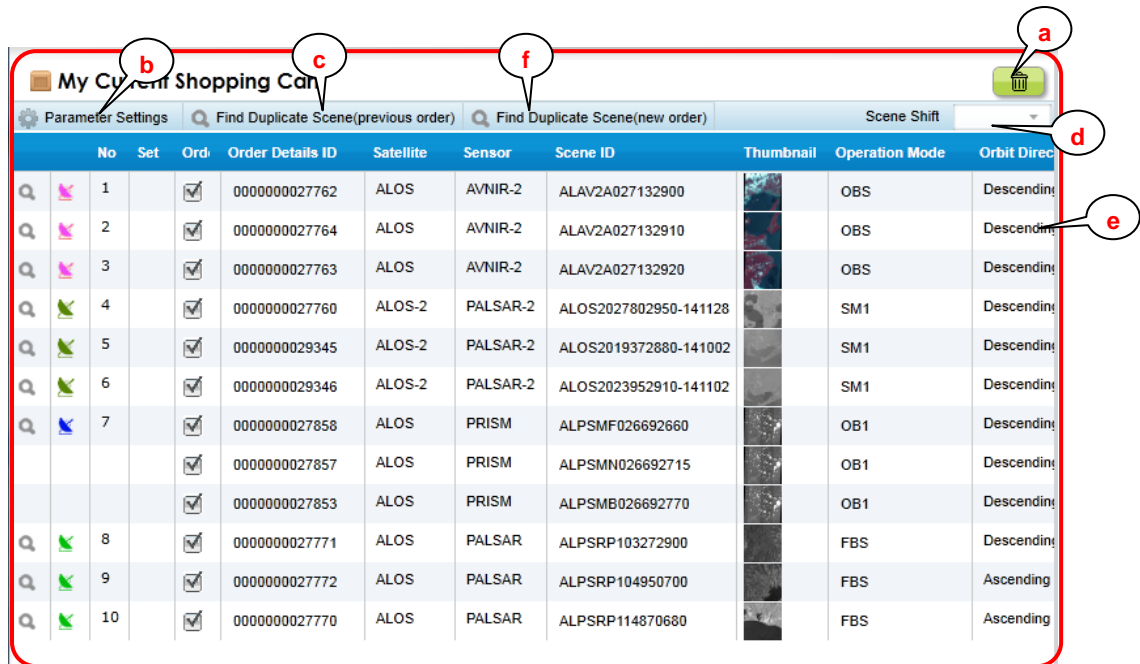 a
b
c
f
My Current Shopping Cart
Parameter Settings Find Duplicate Scene(previous order) Find Duplicate Scene(new order) Scene Shift
d
No Set Orde Order Details ID Satellite Sensor Scene ID Thumbnail Operation Mode Orbit Direc
1 0000000027762 ALOS AVNIR-2 ALAV2A027132900 OBS Descending
e
2 0000000027764 ALOS AVNIR-2 ALAV2A027132910 OBS Descending
3 0000000027763 ALOS AVNIR-2 ALAV2A027132920 OBS Descending
4 0000000027760 ALOS-2 PALSAR-2 ALOS2027802950-141128 SM1 Descending
5 0000000029345 ALOS-2 PALSAR-2 ALOS2019372880-141002 SM1 Descending
6 0000000029346 ALOS-2 PALSAR-2 ALOS2023952910-141102 SM1 Descending
7 0000000027858 ALOS PRISM ALPSMF026692660 OB1 Descending
0000000027857 ALOS PRISM ALPSMN026692715 OB1 Descending
0000000027853 ALOS PRISM ALPSMB026692770 OB1 Descending
8 0000000027771 ALOS PALSAR ALPSRP103272900 FBS Descending
9 0000000027772 ALOS PALSAR ALPSRP104950700 FBS Ascending
10 0000000027770 ALOS PALSAR ALPSRP114870680 FBS Ascending